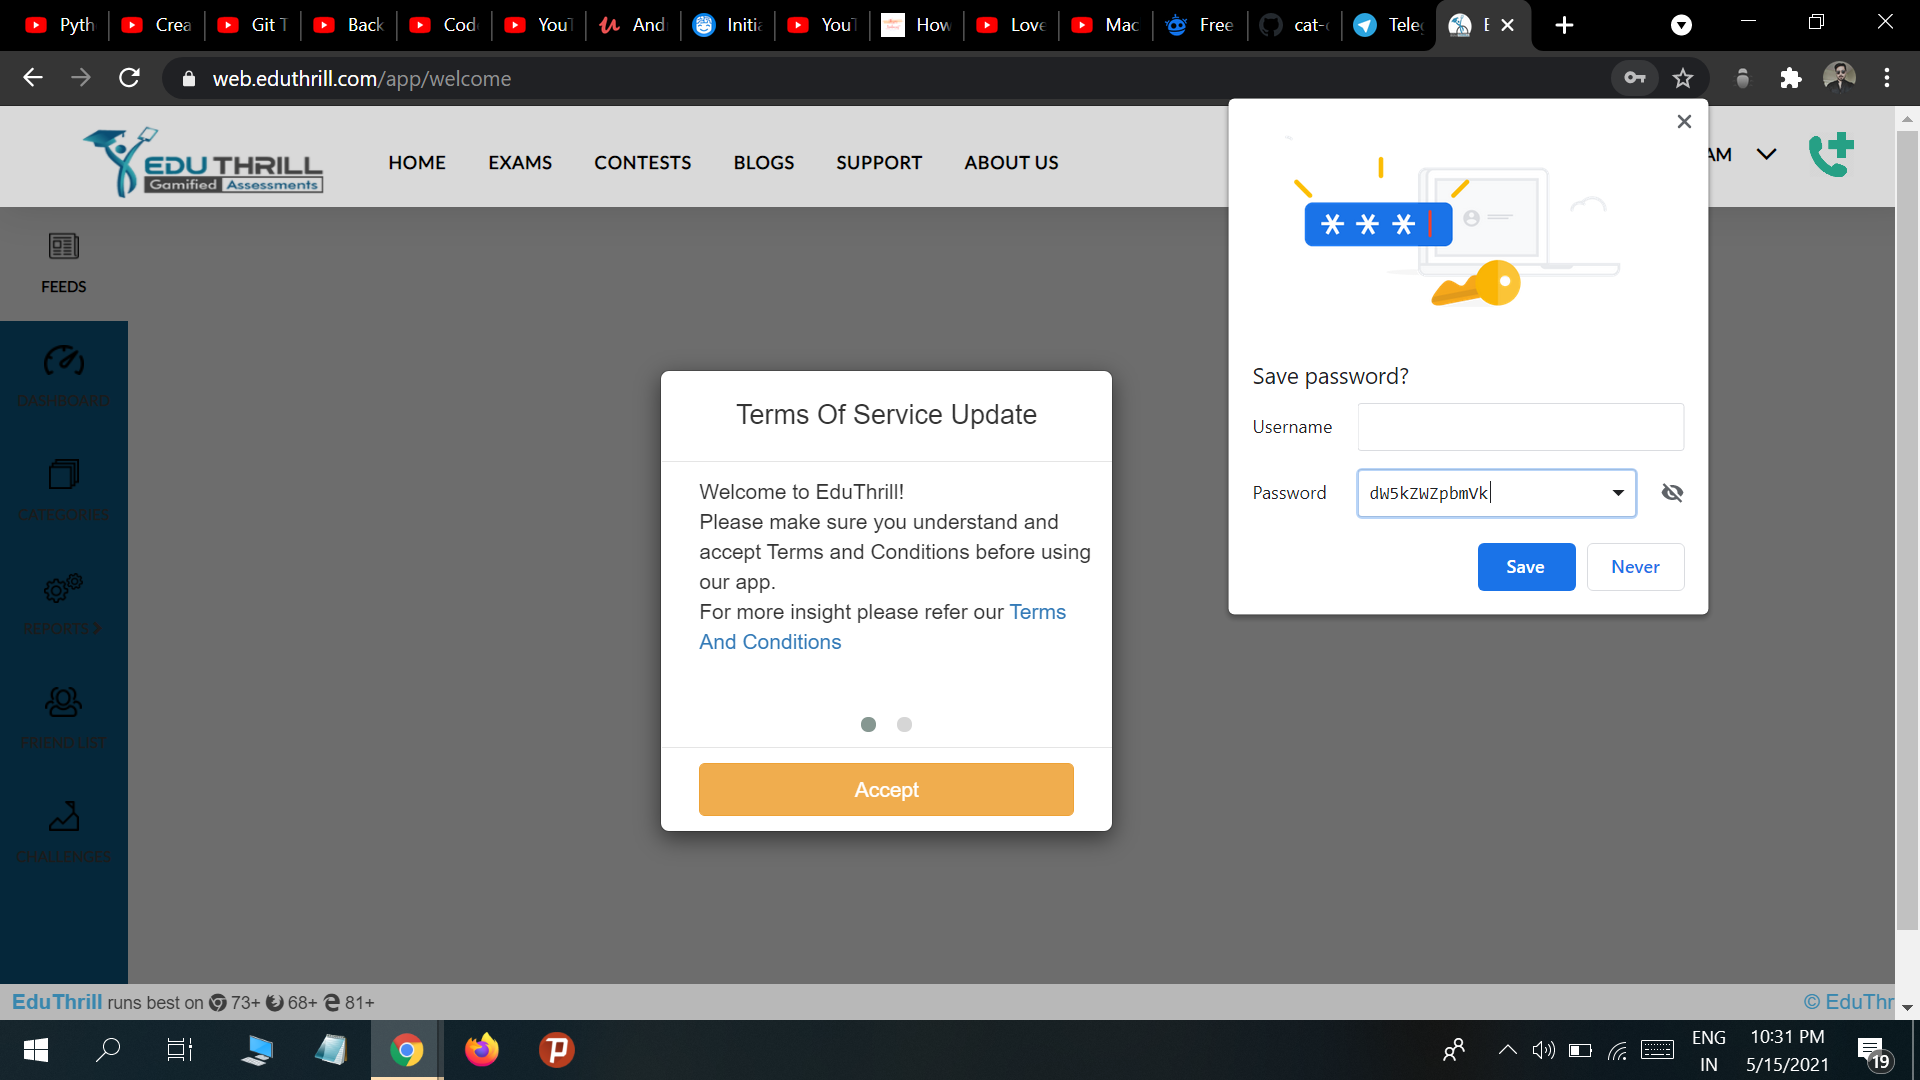 Pyth
Crea
Git T
Back
Cod
YouT
And
Initia
YouT
How
Love
Mac
Free
cat-
Tele
E
web.eduthrill.com/app/welcome
EDU THRILL
Gamified Assessments
HOME EXAMS CONTESTS BLOGS SUPPORT ABOUT US
AM
FEEDS
DASHBOARD
CATEGORIES
REPORTS
FRIEND LIST
CHALLENGES
Terms Of Service Update
Welcome to EduThrill!
Please make sure you understand and
accept Terms and Conditions before using
our app.
For more insight please refer our Terms
And Conditions
Accept
***
Save password?
Username
Password dW5kZWZpbmVk
Save Never
EduThrill runs best on 73+ 68+ 81+
© EduThr
ENG
IN
10:31 PM
5/15/2021
19